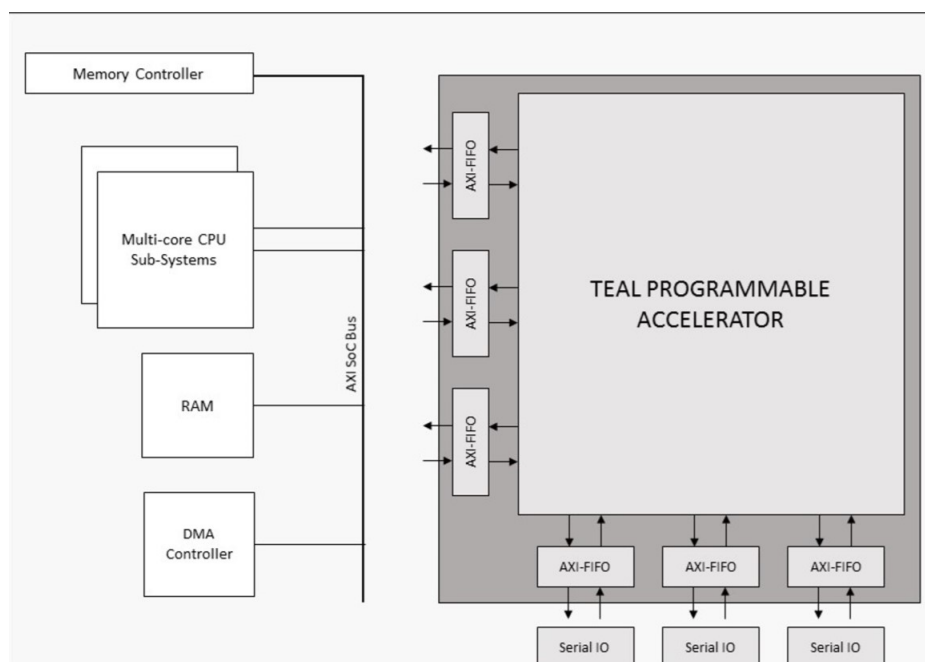 Memory Controller
Multi-core CPU
Sub-Systems
AXI SoC Bus
RAM
DMA
Controller
AXI-FIFO
AXI-FIFO
AXI-FIFO
TEAL PROGRAMMABLE
ACCELERATOR
AXI-FIFO
AXI-FIFO
AXI-FIFO
Serial IO
Serial IO
Serial IO